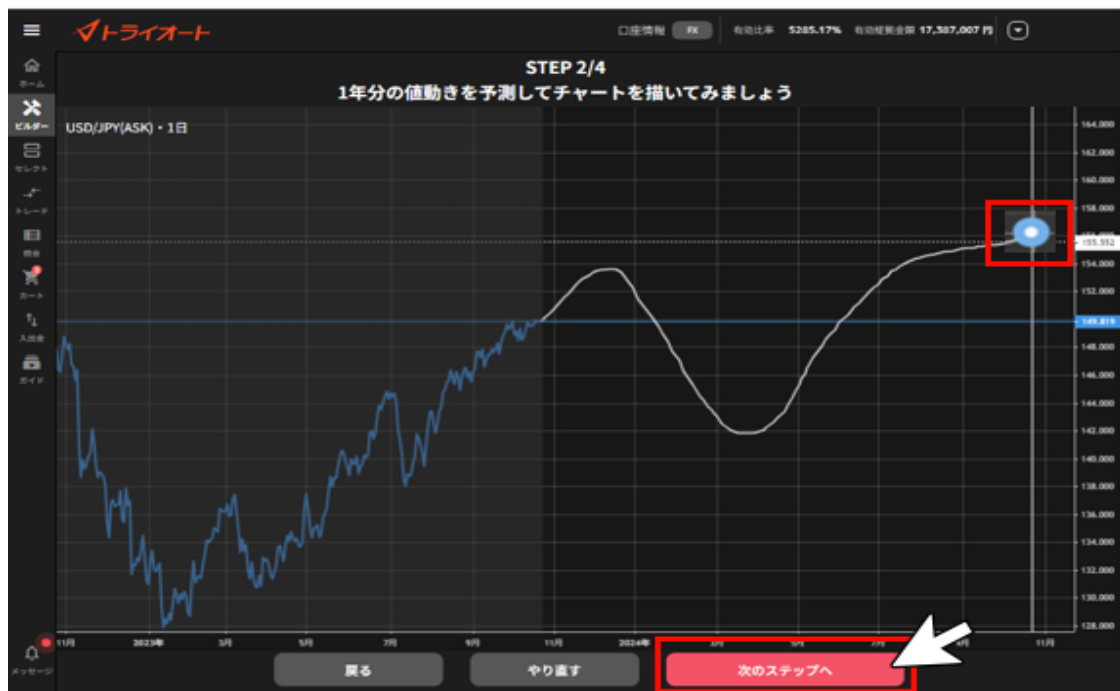 トライオート
口座情報 FX 有効比率 5285.17% 有効証拠金額 17,387,007 円
STEP 2/4
1年分の値動きを予測してチャートを描いてみましょう
ホーム
ビルダー
セレクト
トレード
照会
カート
入出金
ガイド
メッセージ
USD/JPY(ASK)・1日
164.000
162.000
160.000
158.000
155.552
154.000
152.000
149.819
148.000
146.000
144.000
142.000
140.000
138.000
136.000
134.000
132.000
130.000
128.000
11月 2023年 3月 5月 7月 9月 11月 2024年 3月 5月 7月 9月 11月
戻る やり直す 次のステップへ